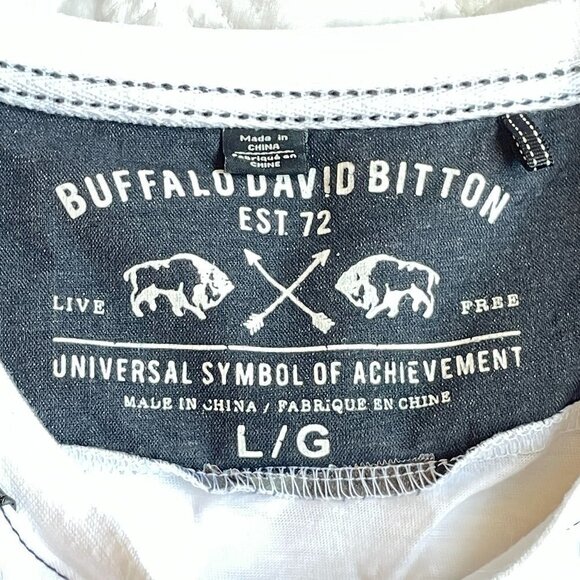 Made in
CHINA
Fabriqué en
CHINE
BUFFALO DAVID BITTON
EST 72
LIVE
FREE
UNIVERSAL SYMBOL OF ACHIEVEMENT
MADE IN CHINA / FABRIQUE EN CHINE
L/G